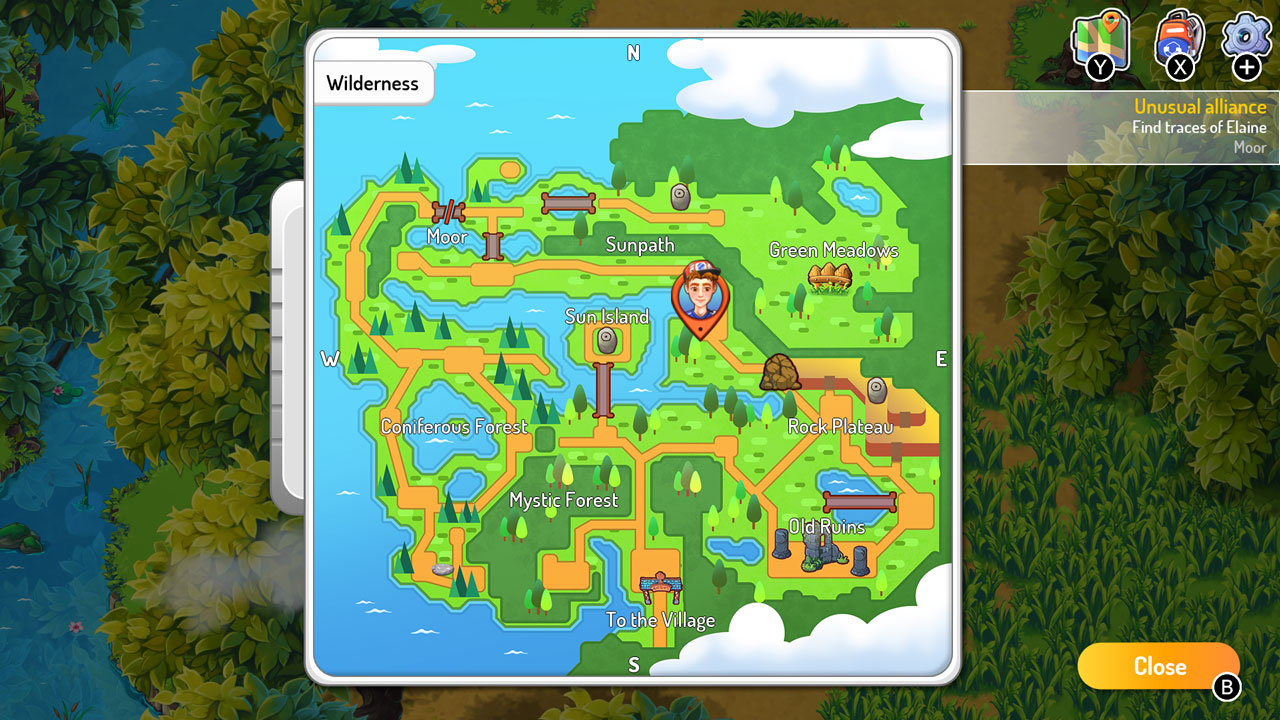 N
Wilderness
Y
X
+
Unusual alliance
Find traces of Elaine
Moor
Moor
Sunpath
Green Meadows
Sun Island
W
E
Coniferous Forest
Rock Plateau
Mystic Forest
Old Ruins
To the Village
S
Close
B